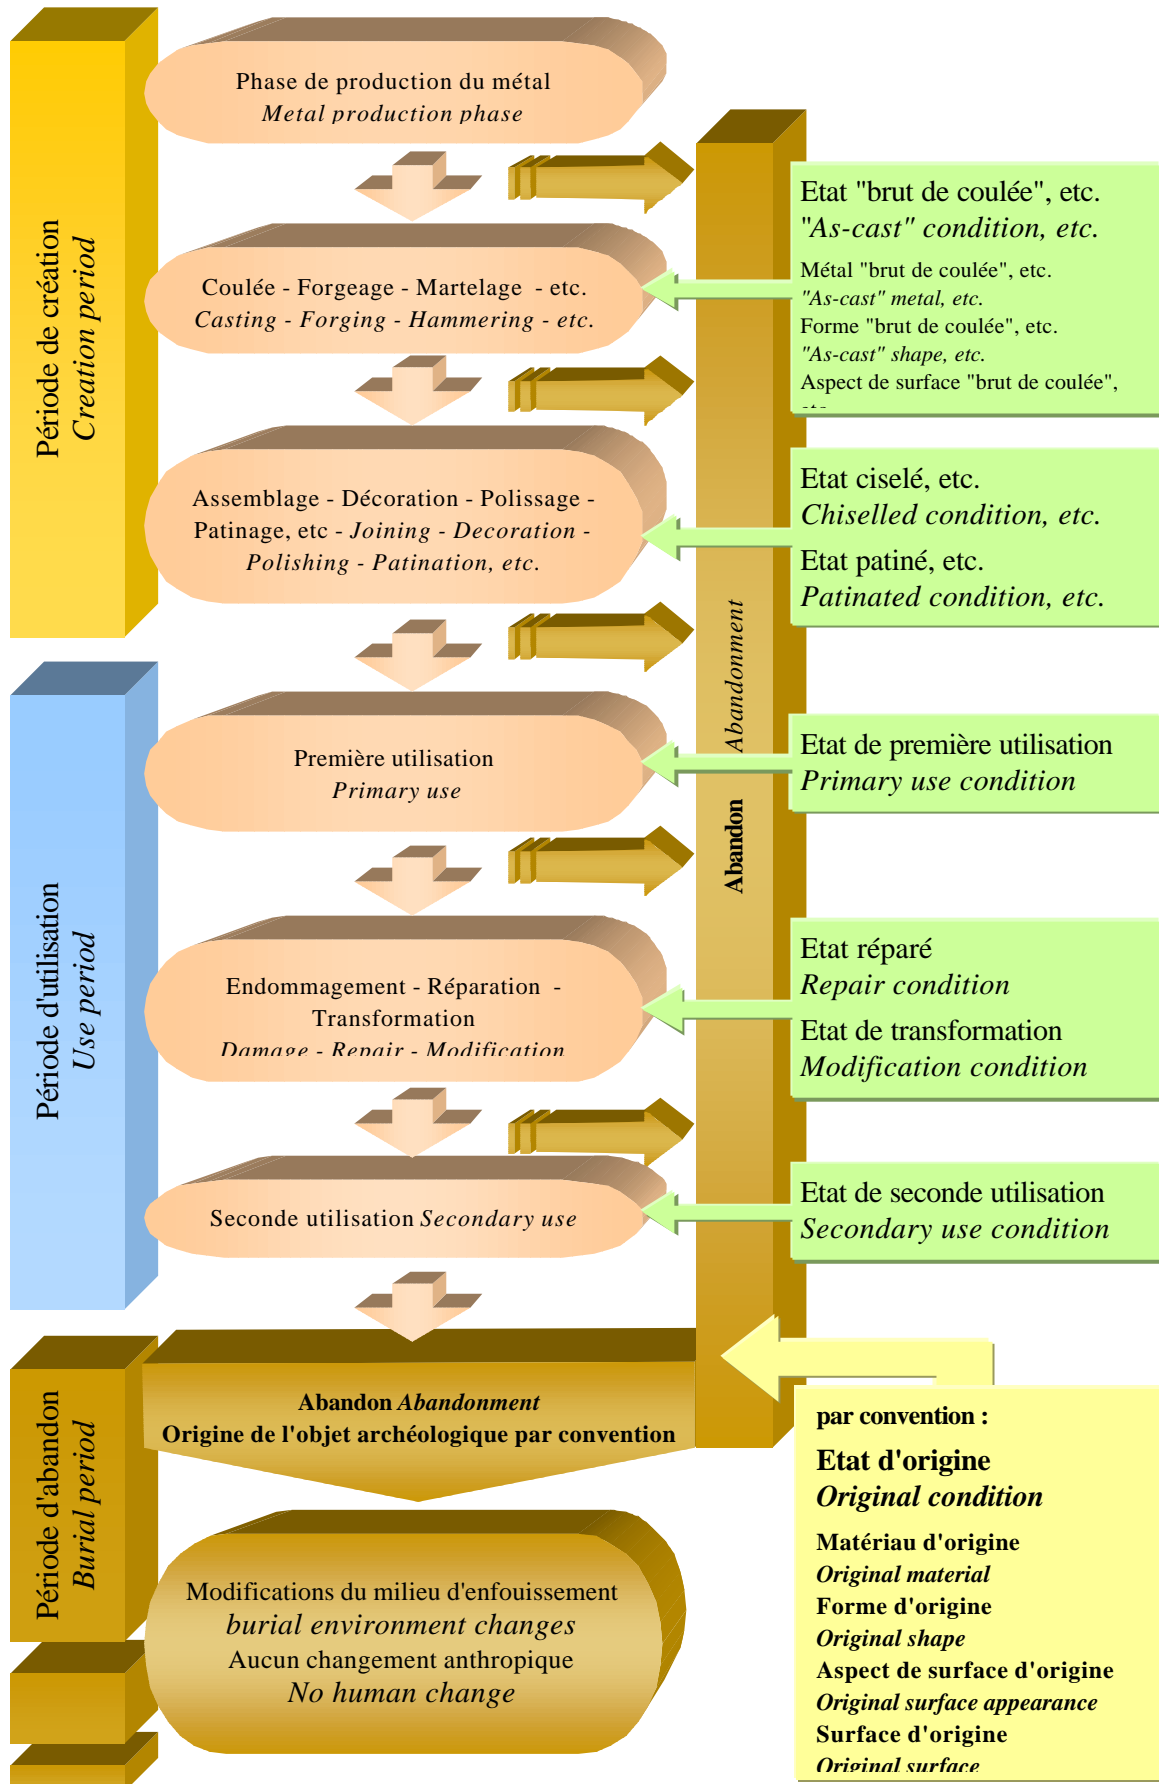 Période de création
Creation period
Phase de production du métal
Metal production phase
Coulée - Forgeage - Martelage - etc.
Casting - Forging - Hammering - etc.
Etat "brut de coulée", etc.
"As-cast" condition, etc.
Métal "brut de coulée", etc.
"As-cast" metal, etc.
Forme "brut de coulée", etc.
"As-cast" shape, etc.
Aspect de surface "brut de coulée",
etc.
Assemblage - Décoration - Polissage -
Patinage, etc - Joining - Decoration -
Polishing - Patination, etc.
Etat ciselé, etc.
Chiselled condition, etc.
Etat patiné, etc.
Patinated condition, etc.
Abandon Abandonment
Période d'utilisation
Use period
Première utilisation
Primary use
Etat de première utilisation
Primary use condition
Endommagement - Réparation -
Transformation
Damage - Repair - Modification
Etat réparé
Repair condition
Etat de transformation
Modification condition
Seconde utilisation Secondary use
Etat de seconde utilisation
Secondary use condition
Période d'abandon
Burial period
Abandon Abandonment
Origine de l'objet archéologique par convention
Modifications du milieu d'enfouissement
burial environment changes
Aucun changement anthropique
No human change
par convention :
Etat d'origine
Original condition
Matériau d'origine
Original material
Forme d'origine
Original shape
Aspect de surface d'origine
Original surface appearance
Surface d'origine
Original surface